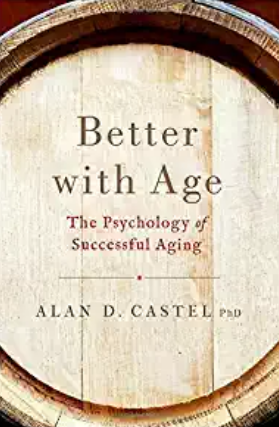 Better
with Age
The Psychology of
Successful Aging
ALAN D. CASTEL PhD